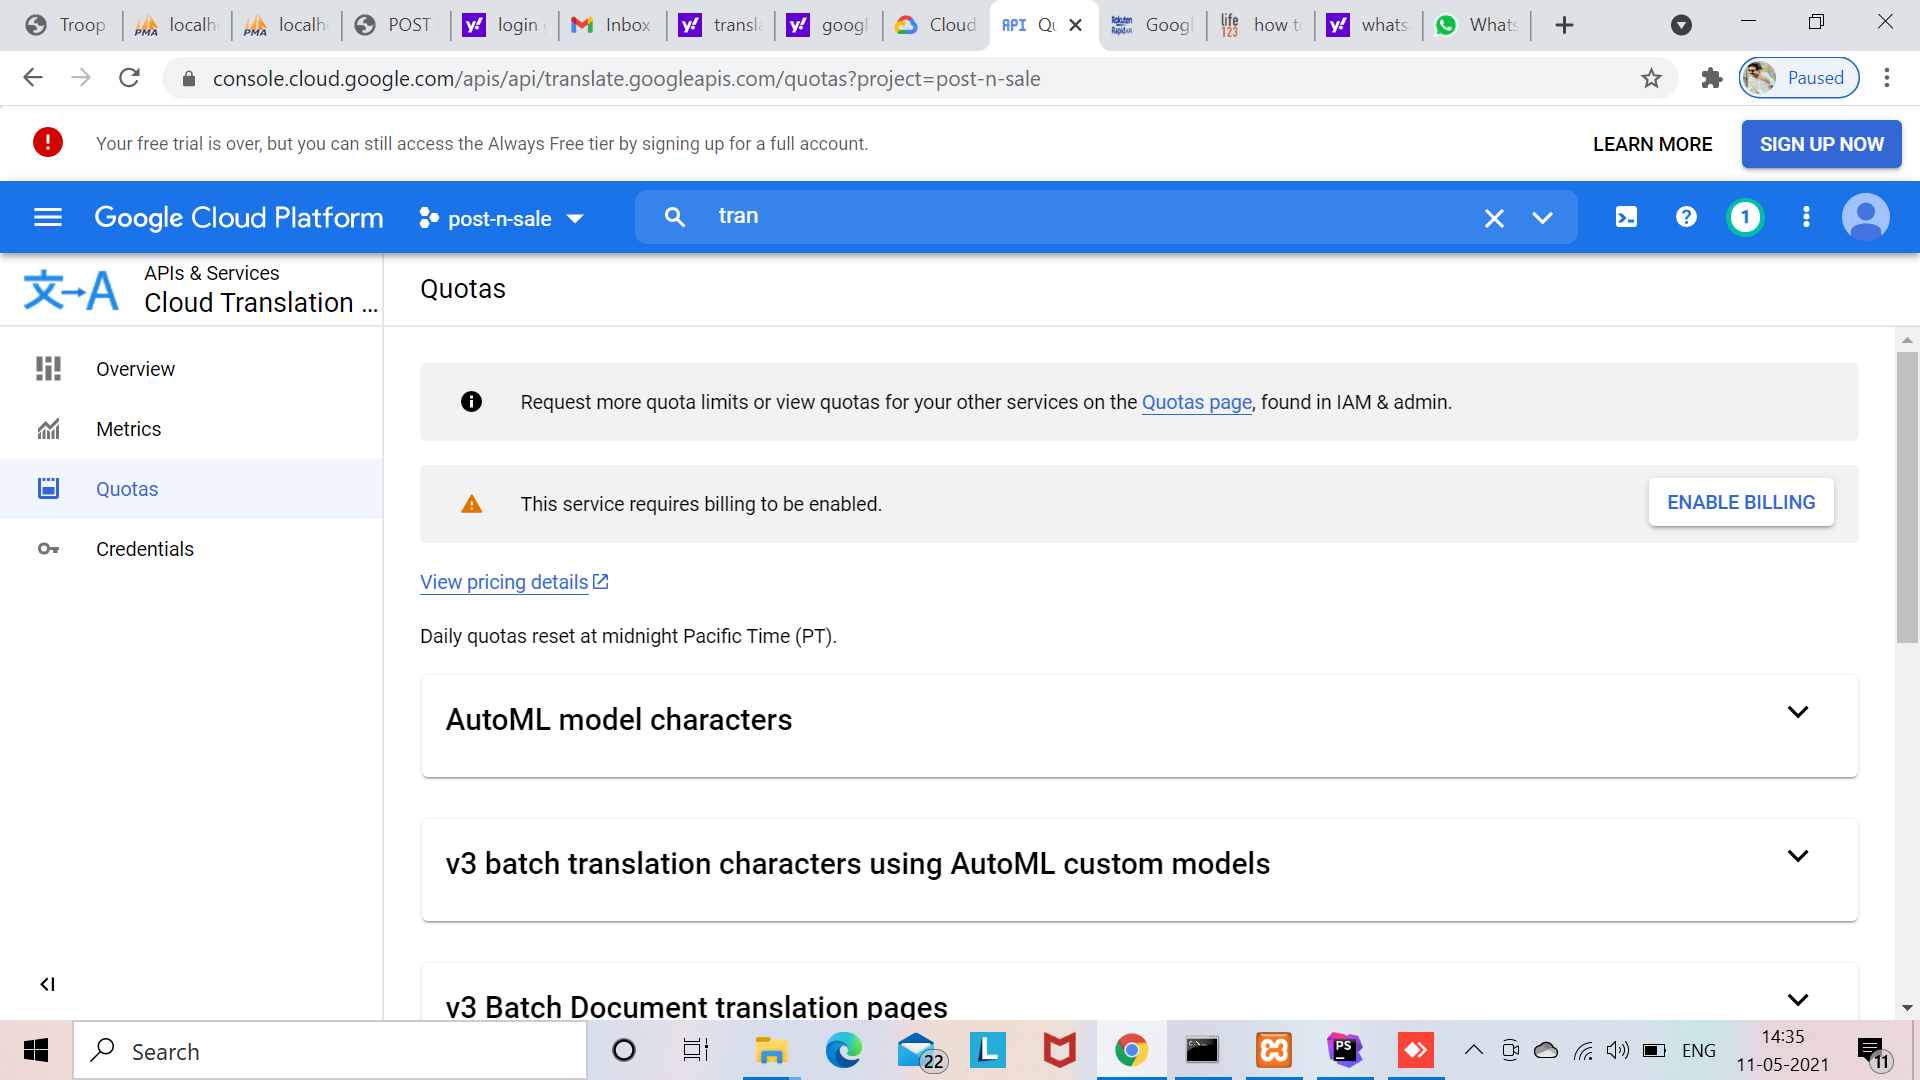 Troop
localh
localh
POST
login
Inbox
transla
googl
Cloud
API
Qu
Googl
how to
whats
Whats
console.cloud.google.com/apis/api/translate.googleapis.com/quotas?project=post-n-sale
Paused
Your free trial is over, but you can still access the Always Free tier by signing up for a full account.
LEARN MORE
SIGN UP NOW
Google Cloud Platform
post-n-sale
tran
1
APIs & Services
Cloud Translation ...
Quotas
Overview
Metrics
Quotas
Credentials
Request more quota limits or view quotas for your other services on the Quotas page, found in IAM & admin.
This service requires billing to be enabled.
ENABLE BILLING
View pricing details
Daily quotas reset at midnight Pacific Time (PT).
AutoML model characters
v3 batch translation characters using AutoML custom models
v3 Batch Document translation pages
Search
22
L
PS
ENG
14:35
11-05-2021
11